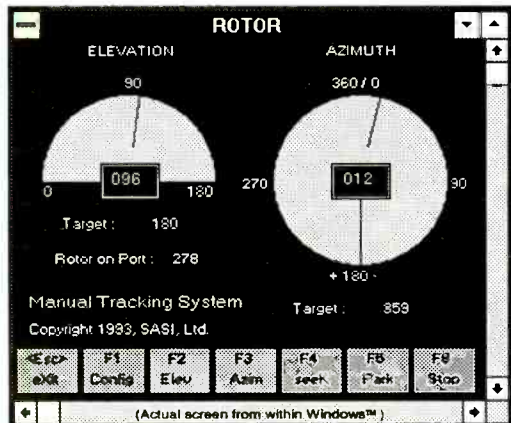 ROTOR
ELEVATION
90
096
0 180
Target : 180
Rotor on Port : 278
AZIMUTH
360 / 0
270 012 90
+ 180 -
Target : 359
Manual Tracking System
Copyright 1993, SASI, Ltd.
<Esc> eXit
F1 Config
F2 Elev
F3 Azim
F4 seek
Park
F8 Stop
(Actual screen from within Windows™)